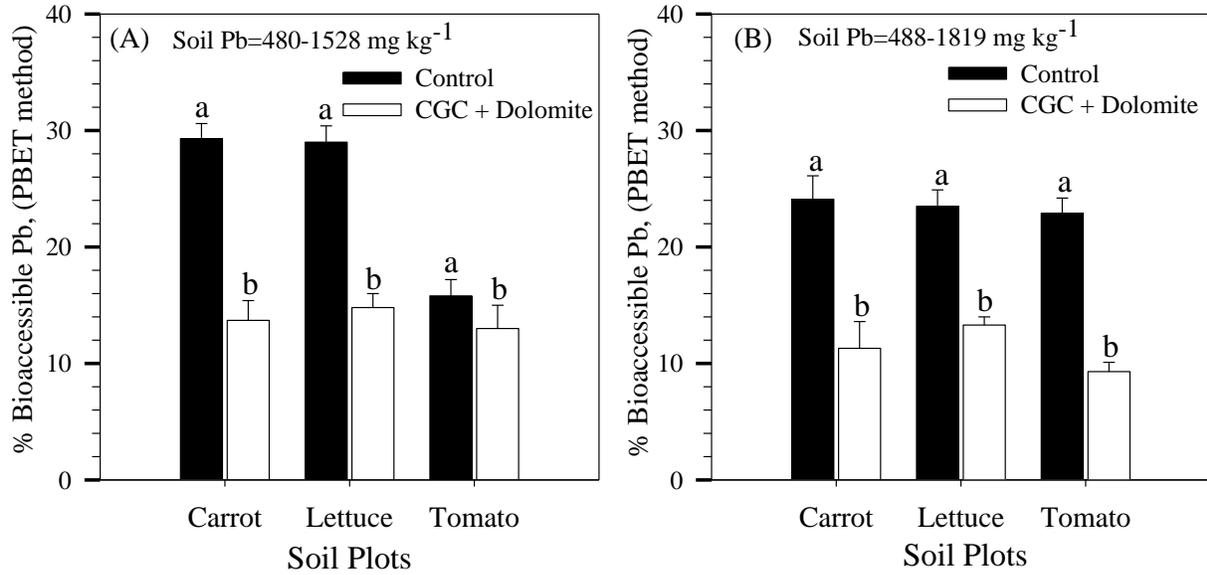 % Bioaccessible Pb, (PBET method)
40
30
20
10
0
(A) Soil Pb=480-1528 mg kg⁻¹
Control
CGC + Dolomite
a
b
a
b
a
b
Carrot Lettuce Tomato
Soil Plots
% Bioaccessible Pb, (PBET method)
40
30
20
10
0
(B) Soil Pb=488-1819 mg kg⁻¹
Control
CGC + Dolomite
a
b
a
b
a
b
Carrot Lettuce Tomato
Soil Plots